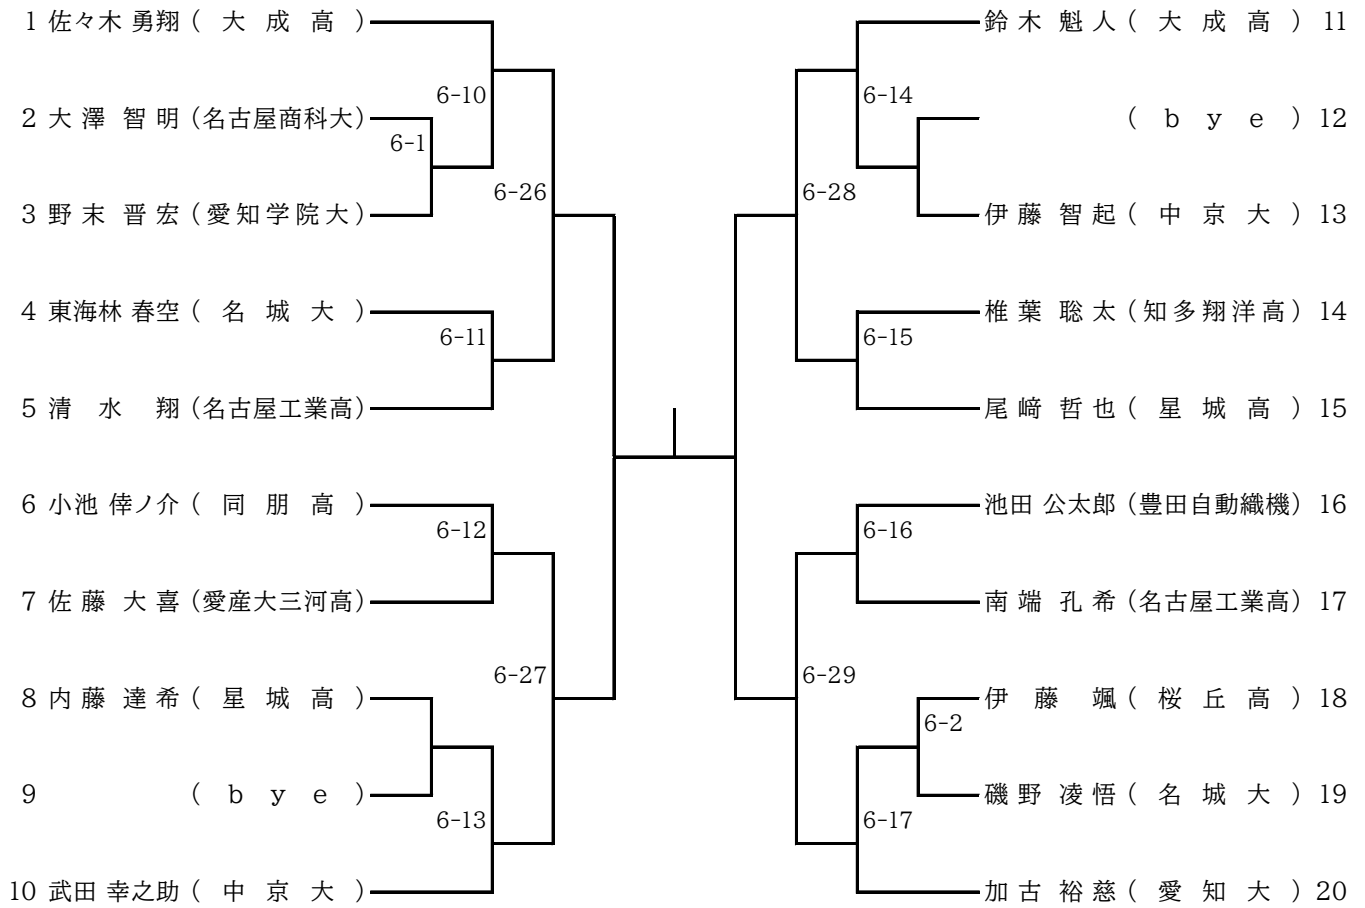 1 佐々木 勇翔 ( 大 成 高 )
6-10
2 大 澤 智 明 (名古屋商科大)
6-1
3 野 末 晋 宏 (愛知学院大)
6-26
4 東海林 春空 ( 名 城 大 )
6-11
5 清 水 翔 (名古屋工業高)
6 小池 倖ノ介 ( 同 朋 高 )
6-12
7 佐 藤 大 喜 (愛産大三河高)
6-27
8 内 藤 達 希 ( 星 城 高 )
9 ( b y e )
6-13
10 武田 幸之助 ( 中 京 大 )
鈴 木 魁 人 ( 大 成 高 ) 11
6-14
( b y e ) 12
6-28
伊 藤 智 起 ( 中 京 大 ) 13
椎 葉 聡 太 (知多翔洋高) 14
6-15
尾 﨑 哲 也 ( 星 城 高 ) 15
池田 公太郎 (豊田自動織機) 16
6-16
南 端 孔 希 (名古屋工業高) 17
6-29
伊 藤 颯 ( 桜 丘 高 ) 18
6-2
磯 野 凌 悟 ( 名 城 大 ) 19
6-17
加 古 裕 慈 ( 愛 知 大 ) 20